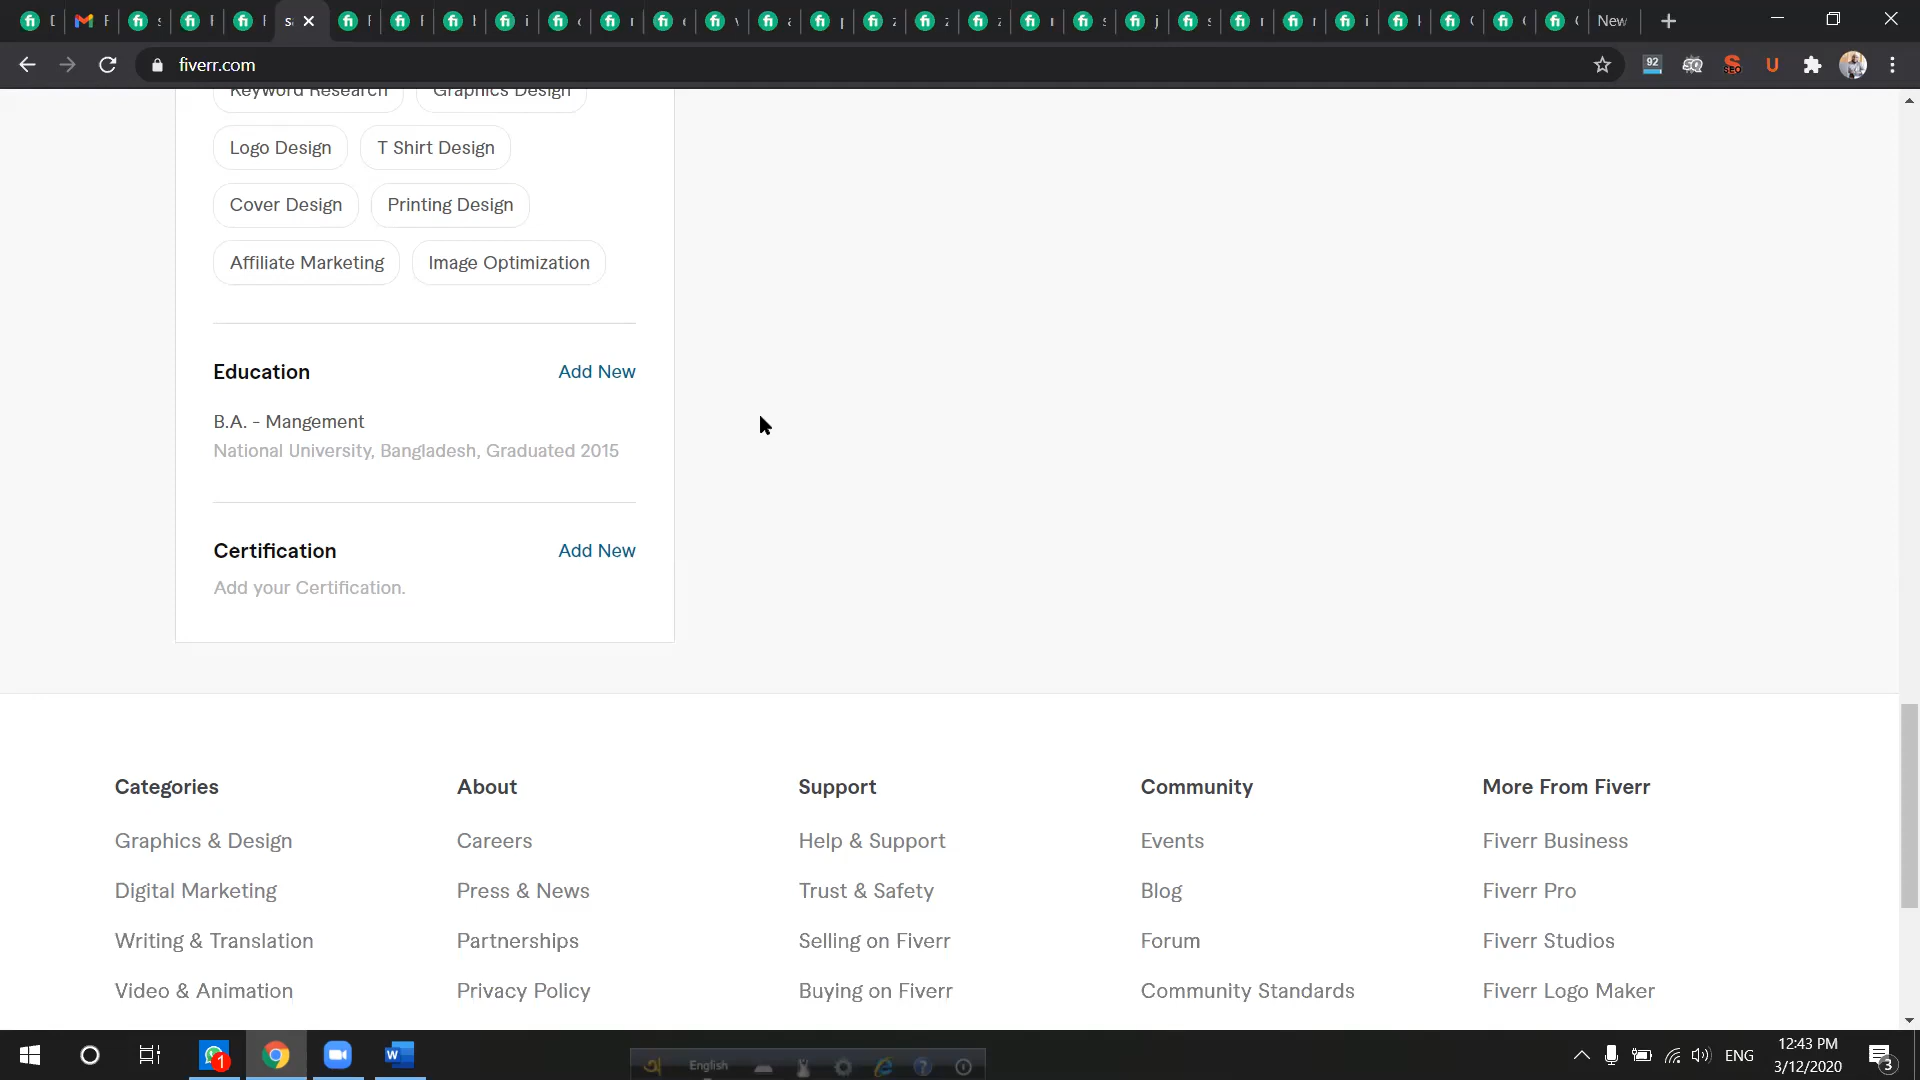 New
fiverr.com
92
Keyword Research Graphics Design
Logo Design T Shirt Design
Cover Design Printing Design
Affiliate Marketing Image Optimization
Education Add New
B.A. - Mangement
National University, Bangladesh, Graduated 2015
Certification Add New
Add your Certification.
Categories About Support Community More From Fiverr
Graphics & Design Careers Help & Support Events Fiverr Business
Digital Marketing Press & News Trust & Safety Blog Fiverr Pro
Writing & Translation Partnerships Selling on Fiverr Forum Fiverr Studios
Video & Animation Privacy Policy Buying on Fiverr Community Standards Fiverr Logo Maker
1 English ENG 12:43 PM
3/12/2020 3